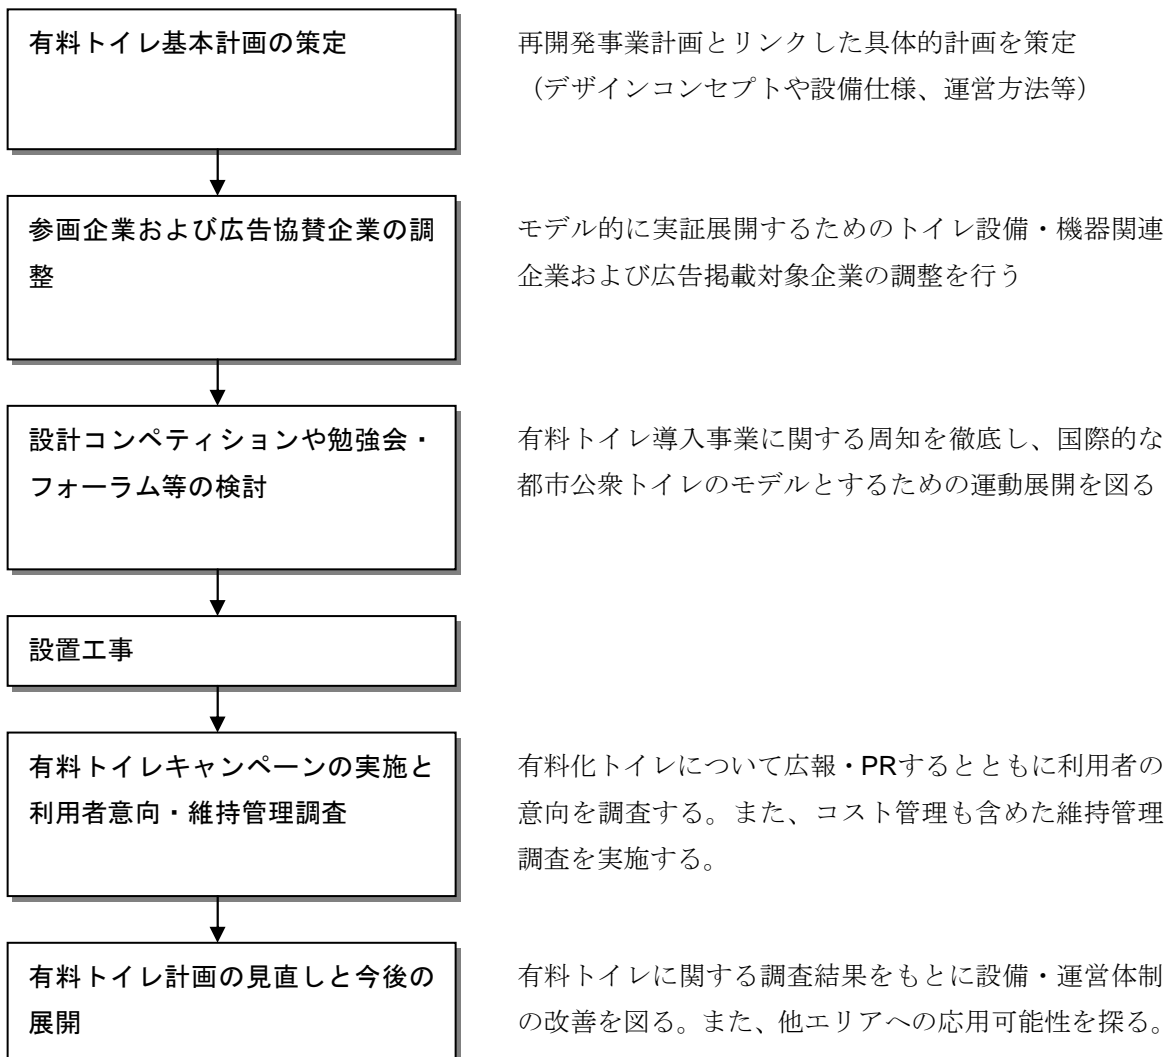 有料トイレ基本計画の策定
再開発事業計画とリンクした具体的計画を策定
（デザインコンセプトや設備仕様、運営方法等）
参画企業および広告協賛企業の調
整
モデル的に実証展開するためのトイレ設備・機器関連
企業および広告掲載対象企業の調整を行う
設計コンペティションや勉強会・
フォーラム等の検討
有料トイレ導入事業に関する周知を徹底し、国際的な
都市公衆トイレのモデルとするための運動展開を図る
設置工事
有料トイレキャンペーンの実施と
利用者意向・維持管理調査
有料化トイレについて広報・PRするとともに利用者の
意向を調査する。また、コスト管理も含めた維持管理
調査を実施する。
有料トイレ計画の見直しと今後の
展開
有料トイレに関する調査結果をもとに設備・運営体制
の改善を図る。また、他エリアへの応用可能性を探る。